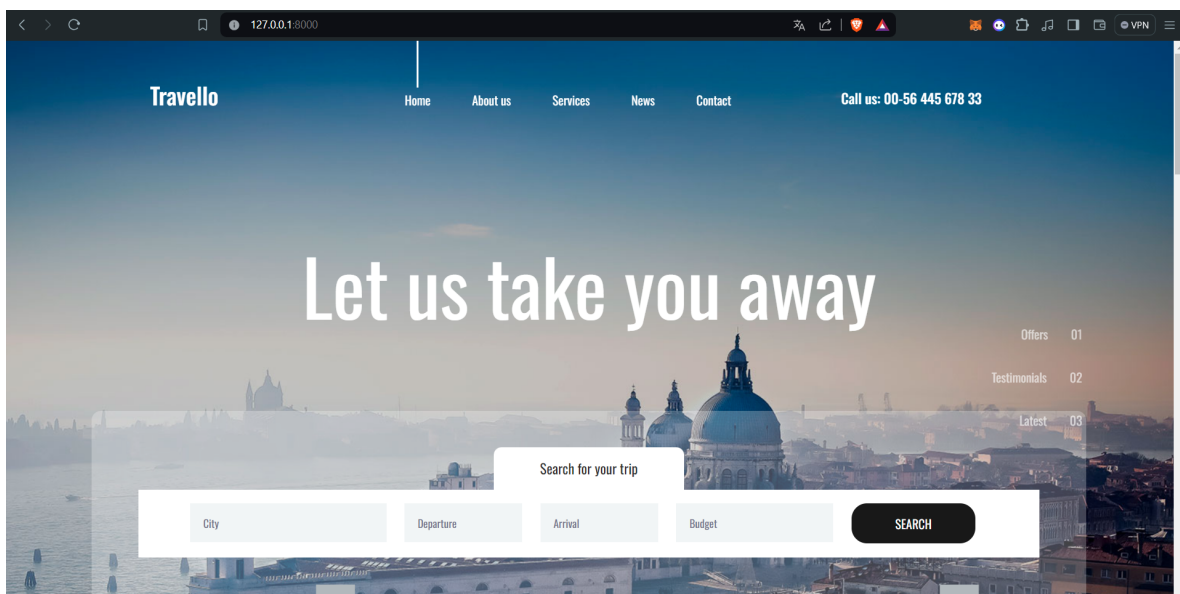 127.0.0.1:8000
VPN
Travello
Home About us Services News Contact
Call us: 00-56 445 678 33
Let us take you away
Offers 01
Testimonials 02
Latest 03
Search for your trip
City Departure Arrival Budget SEARCH